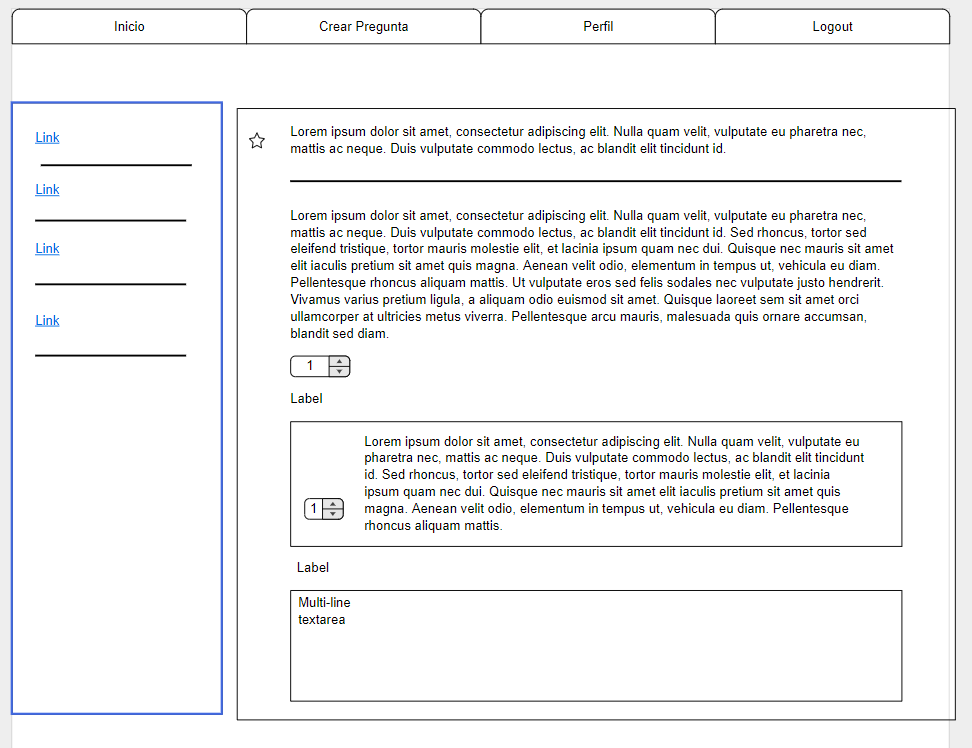 Inicio
Crear Pregunta
Perfil
Logout
Link
Link
Link
Link
Lorem ipsum dolor sit amet, consectetur adipiscing elit. Nulla quam velit, vulputate eu pharetra nec,
mattis ac neque. Duis vulputate commodo lectus, ac blandit elit tincidunt id.
Lorem ipsum dolor sit amet, consectetur adipiscing elit. Nulla quam velit, vulputate eu pharetra nec,
mattis ac neque. Duis vulputate commodo lectus, ac blandit elit tincidunt id. Sed rhoncus, tortor sed
eleifend tristique, tortor mauris molestie elit, et lacinia ipsum quam nec dui. Quisque nec mauris sit amet
elit iaculis pretium sit amet quis magna. Aenean velit odio, elementum in tempus ut, vehicula eu diam.
Pellentesque rhoncus aliquam mattis. Ut vulputate eros sed felis sodales nec vulputate justo hendrerit.
Vivamus varius pretium ligula, a aliquam odio euismod sit amet. Quisque laoreet sem sit amet orci
ullamcorper at ultricies metus viverra. Pellentesque arcu mauris, malesuada quis ornare accumsan,
blandit sed diam.
1
Label
Lorem ipsum dolor sit amet, consectetur adipiscing elit. Nulla quam velit, vulputate eu
pharetra nec, mattis ac neque. Duis vulputate commodo lectus, ac blandit elit tincidunt
id. Sed rhoncus, tortor sed eleifend tristique, tortor mauris molestie elit, et lacinia
ipsum quam nec dui. Quisque nec mauris sit amet elit iaculis pretium sit amet quis
magna. Aenean velit odio, elementum in tempus ut, vehicula eu diam. Pellentesque
rhoncus aliquam mattis.
1
Label
Multi-line
textarea